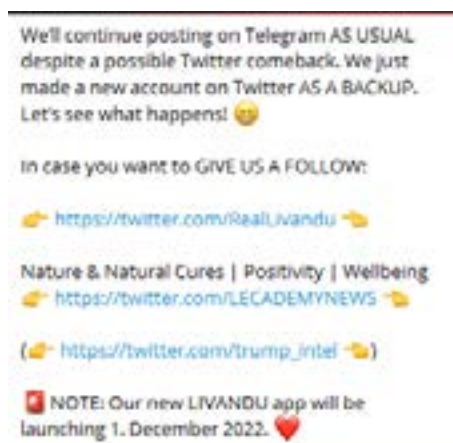 We'll continue posting on Telegram AS USUAL
despite a possible Twitter comeback. We just
made a new account on Twitter AS A BACKUP.
Let's see what happens! 😁
In case you want to GIVE US A FOLLOW:
👉 https://twitter.com/RealLivandu 👈
Nature & Natural Cures | Positivity | Wellbeing
👉 https://twitter.com/LECADEMYNEWS 👈
(👉 https://twitter.com/trump_intel 👈)
🚨 NOTE: Our new LIVANDU app will be
launching 1. December 2022. ❤️